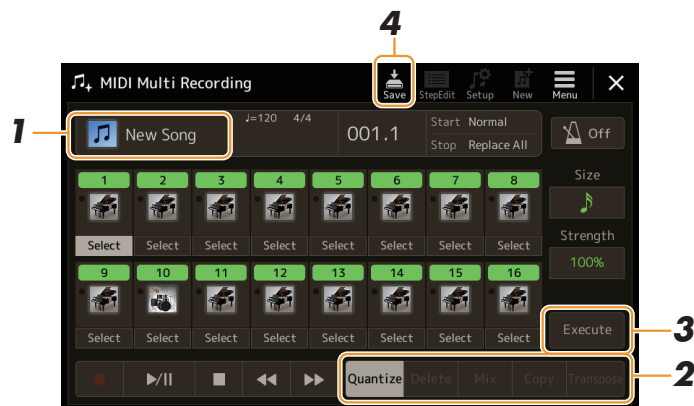 4
MIDI Multi Recording
Save StepEdit Setup New Menu
1
New Song
♩=120 4/4
001.1
Start Normal
Stop Replace All
Off
1 2 3 4 5 6 7 8
Select Select Select Select Select Select Select Select
Size
Strength
100%
9 10 11 12 13 14 15 16
Select Select Select Select Select Select Select Select
Execute
3
Quantize Delete Mix Copy Transpose
2